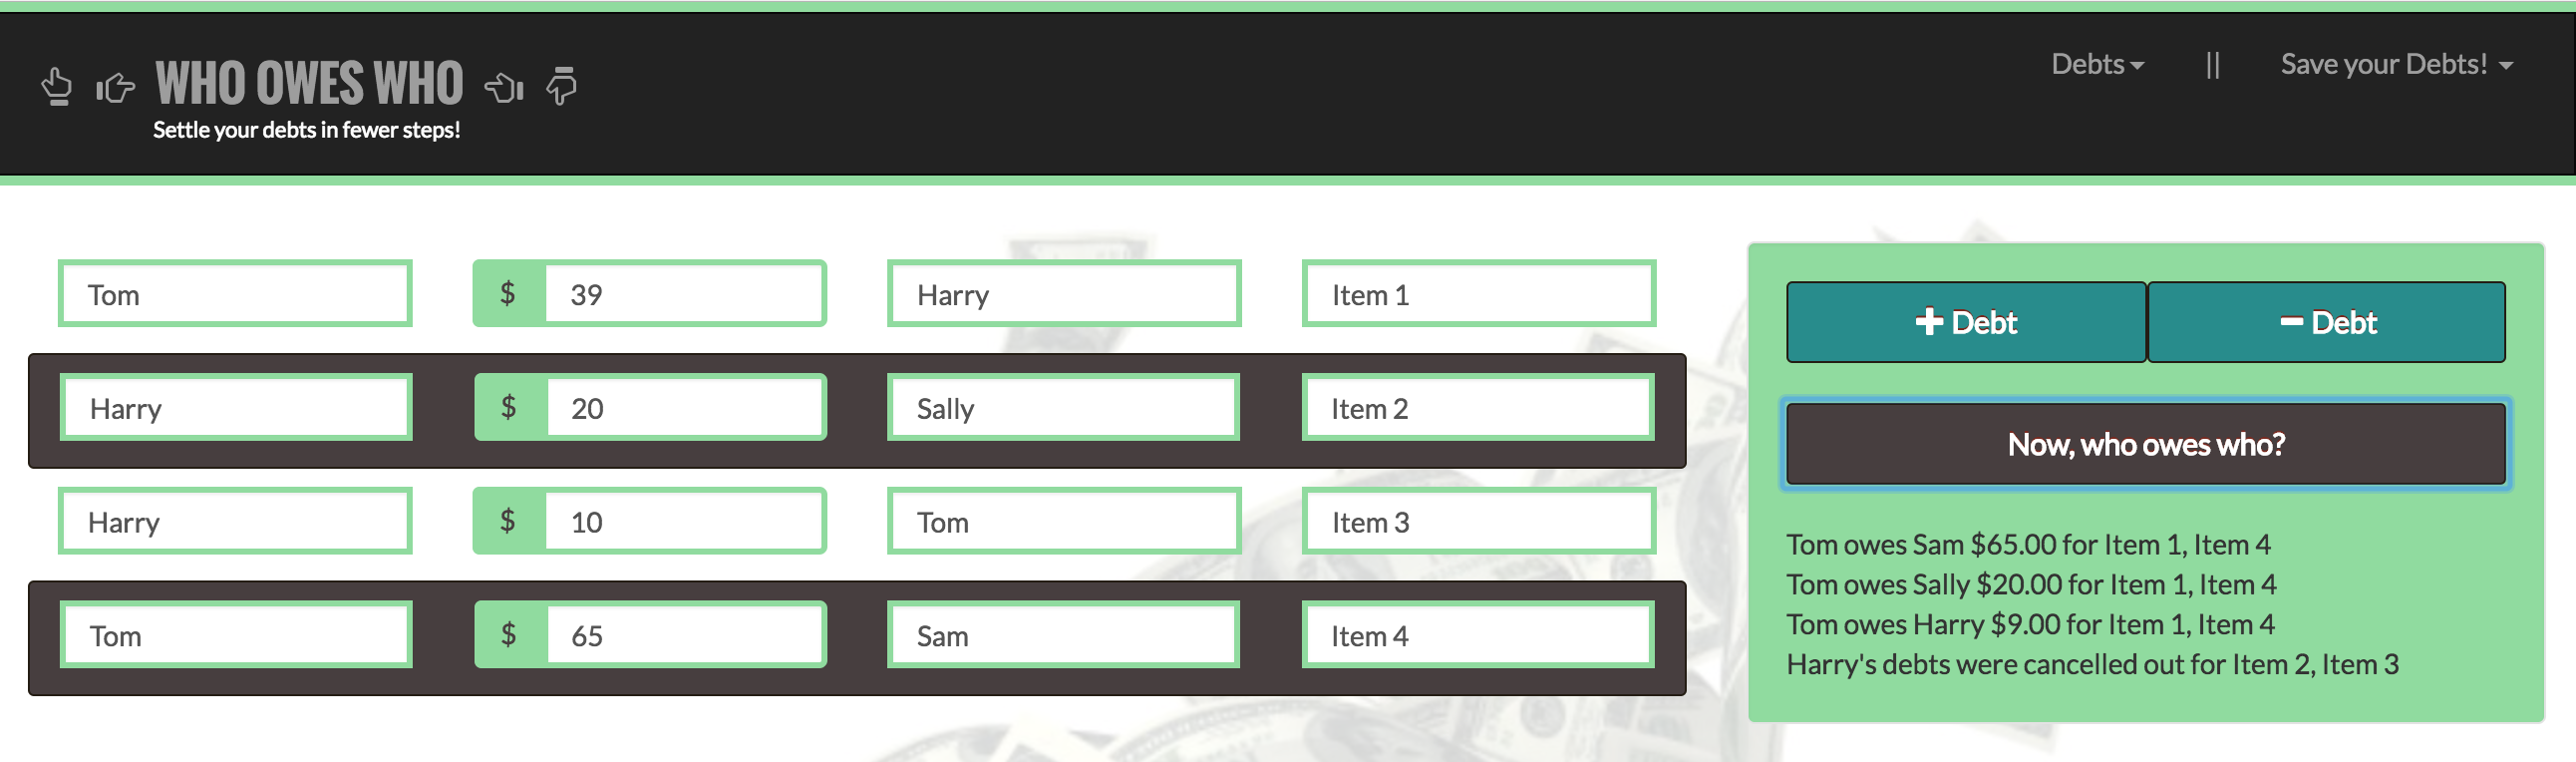 WHO OWES WHO
Settle your debts in fewer steps!
Debts || Save your Debts!
Tom $ 39 Harry Item 1
Harry $ 20 Sally Item 2
Harry $ 10 Tom Item 3
Tom $ 65 Sam Item 4
+ Debt - Debt
Now, who owes who?
Tom owes Sam $65.00 for Item 1, Item 4
Tom owes Sally $20.00 for Item 1, Item 4
Tom owes Harry $9.00 for Item 1, Item 4
Harry's debts were cancelled out for Item 2, Item 3